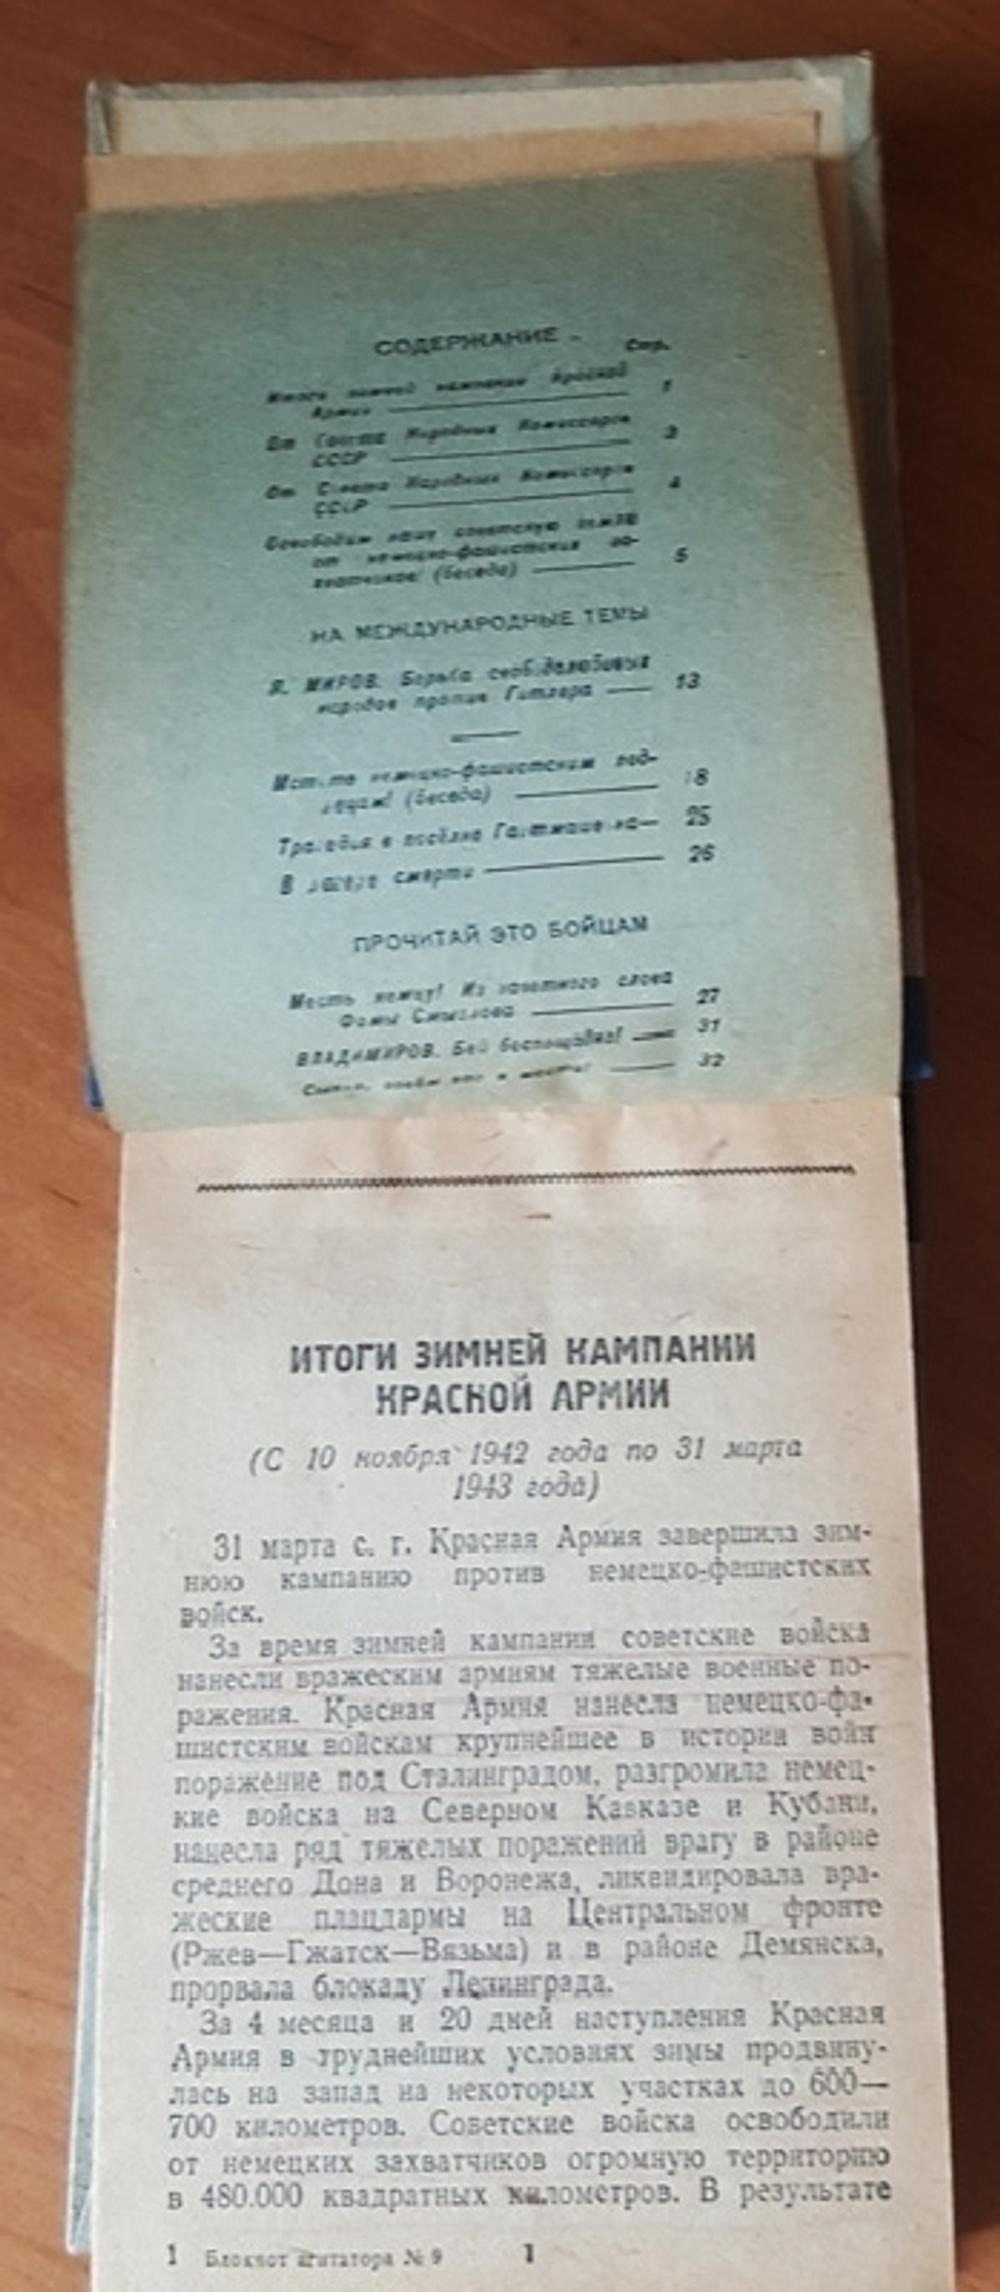 СОДЕРЖАНИЕ
Стр.
Итоги зимней кампании Красной
Армии 1
От Совета Народных Комиссаров
СССР 3
От Совета Народных Комиссаров
СССР 4
Освободим нашу советскую землю
от немецко-фашистских за-
хватчиков! (беседа) 5
НА МЕЖДУНАРОДНЫЕ ТЕМЫ
Я. МИРОВ. Борьба свободолюбивых
народов против Гитлера 13
Мстите немецко-фашистским под-
лецам! (беседа) 18
Трагедия в посёлке 25
В лагере смерти 26
ПРОЧИТАЙ ЭТО БОЙЦАМ
Месть немцу! Из заветного слова
Фомы Смыслова 27
ВЛАДИМИРОВ. Бей беспощадно! 31
32
ИТОГИ ЗИМНЕЙ КАМПАНИИ
КРАСНОЙ АРМИИ
(С 10 ноября 1942 года по 31 марта
1943 года)
31 марта с. г. Красная Армия завершила зим-
нюю кампанию против немецко-фашистских
войск.
За время зимней кампании советские войска
нанесли вражеским армиям тяжелые военные по-
ражения. Красная Армия нанесла немецко-фа-
шистским войскам крупнейшее в истории войн
поражение под Сталинградом, разгромила немец-
кие войска на Северном Кавказе и Кубани,
нанесла ряд тяжелых поражений врагу в районе
среднего Дона и Воронежа, ликвидировала вра-
жеские плацдармы на Центральном фронте
(Ржев—Гжатск—Вязьма) и в районе Демянска,
прорвала блокаду Ленинграда.
За 4 месяца и 20 дней наступления Красная
Армия в труднейших условиях зимы продвину-
лась на запад на некоторых участках до 600—
700 километров. Советские войска освободили
от немецких захватчиков огромную территорию
в 480.000 квадратных километров. В результате
1 Блокнот агитатора № 9 1